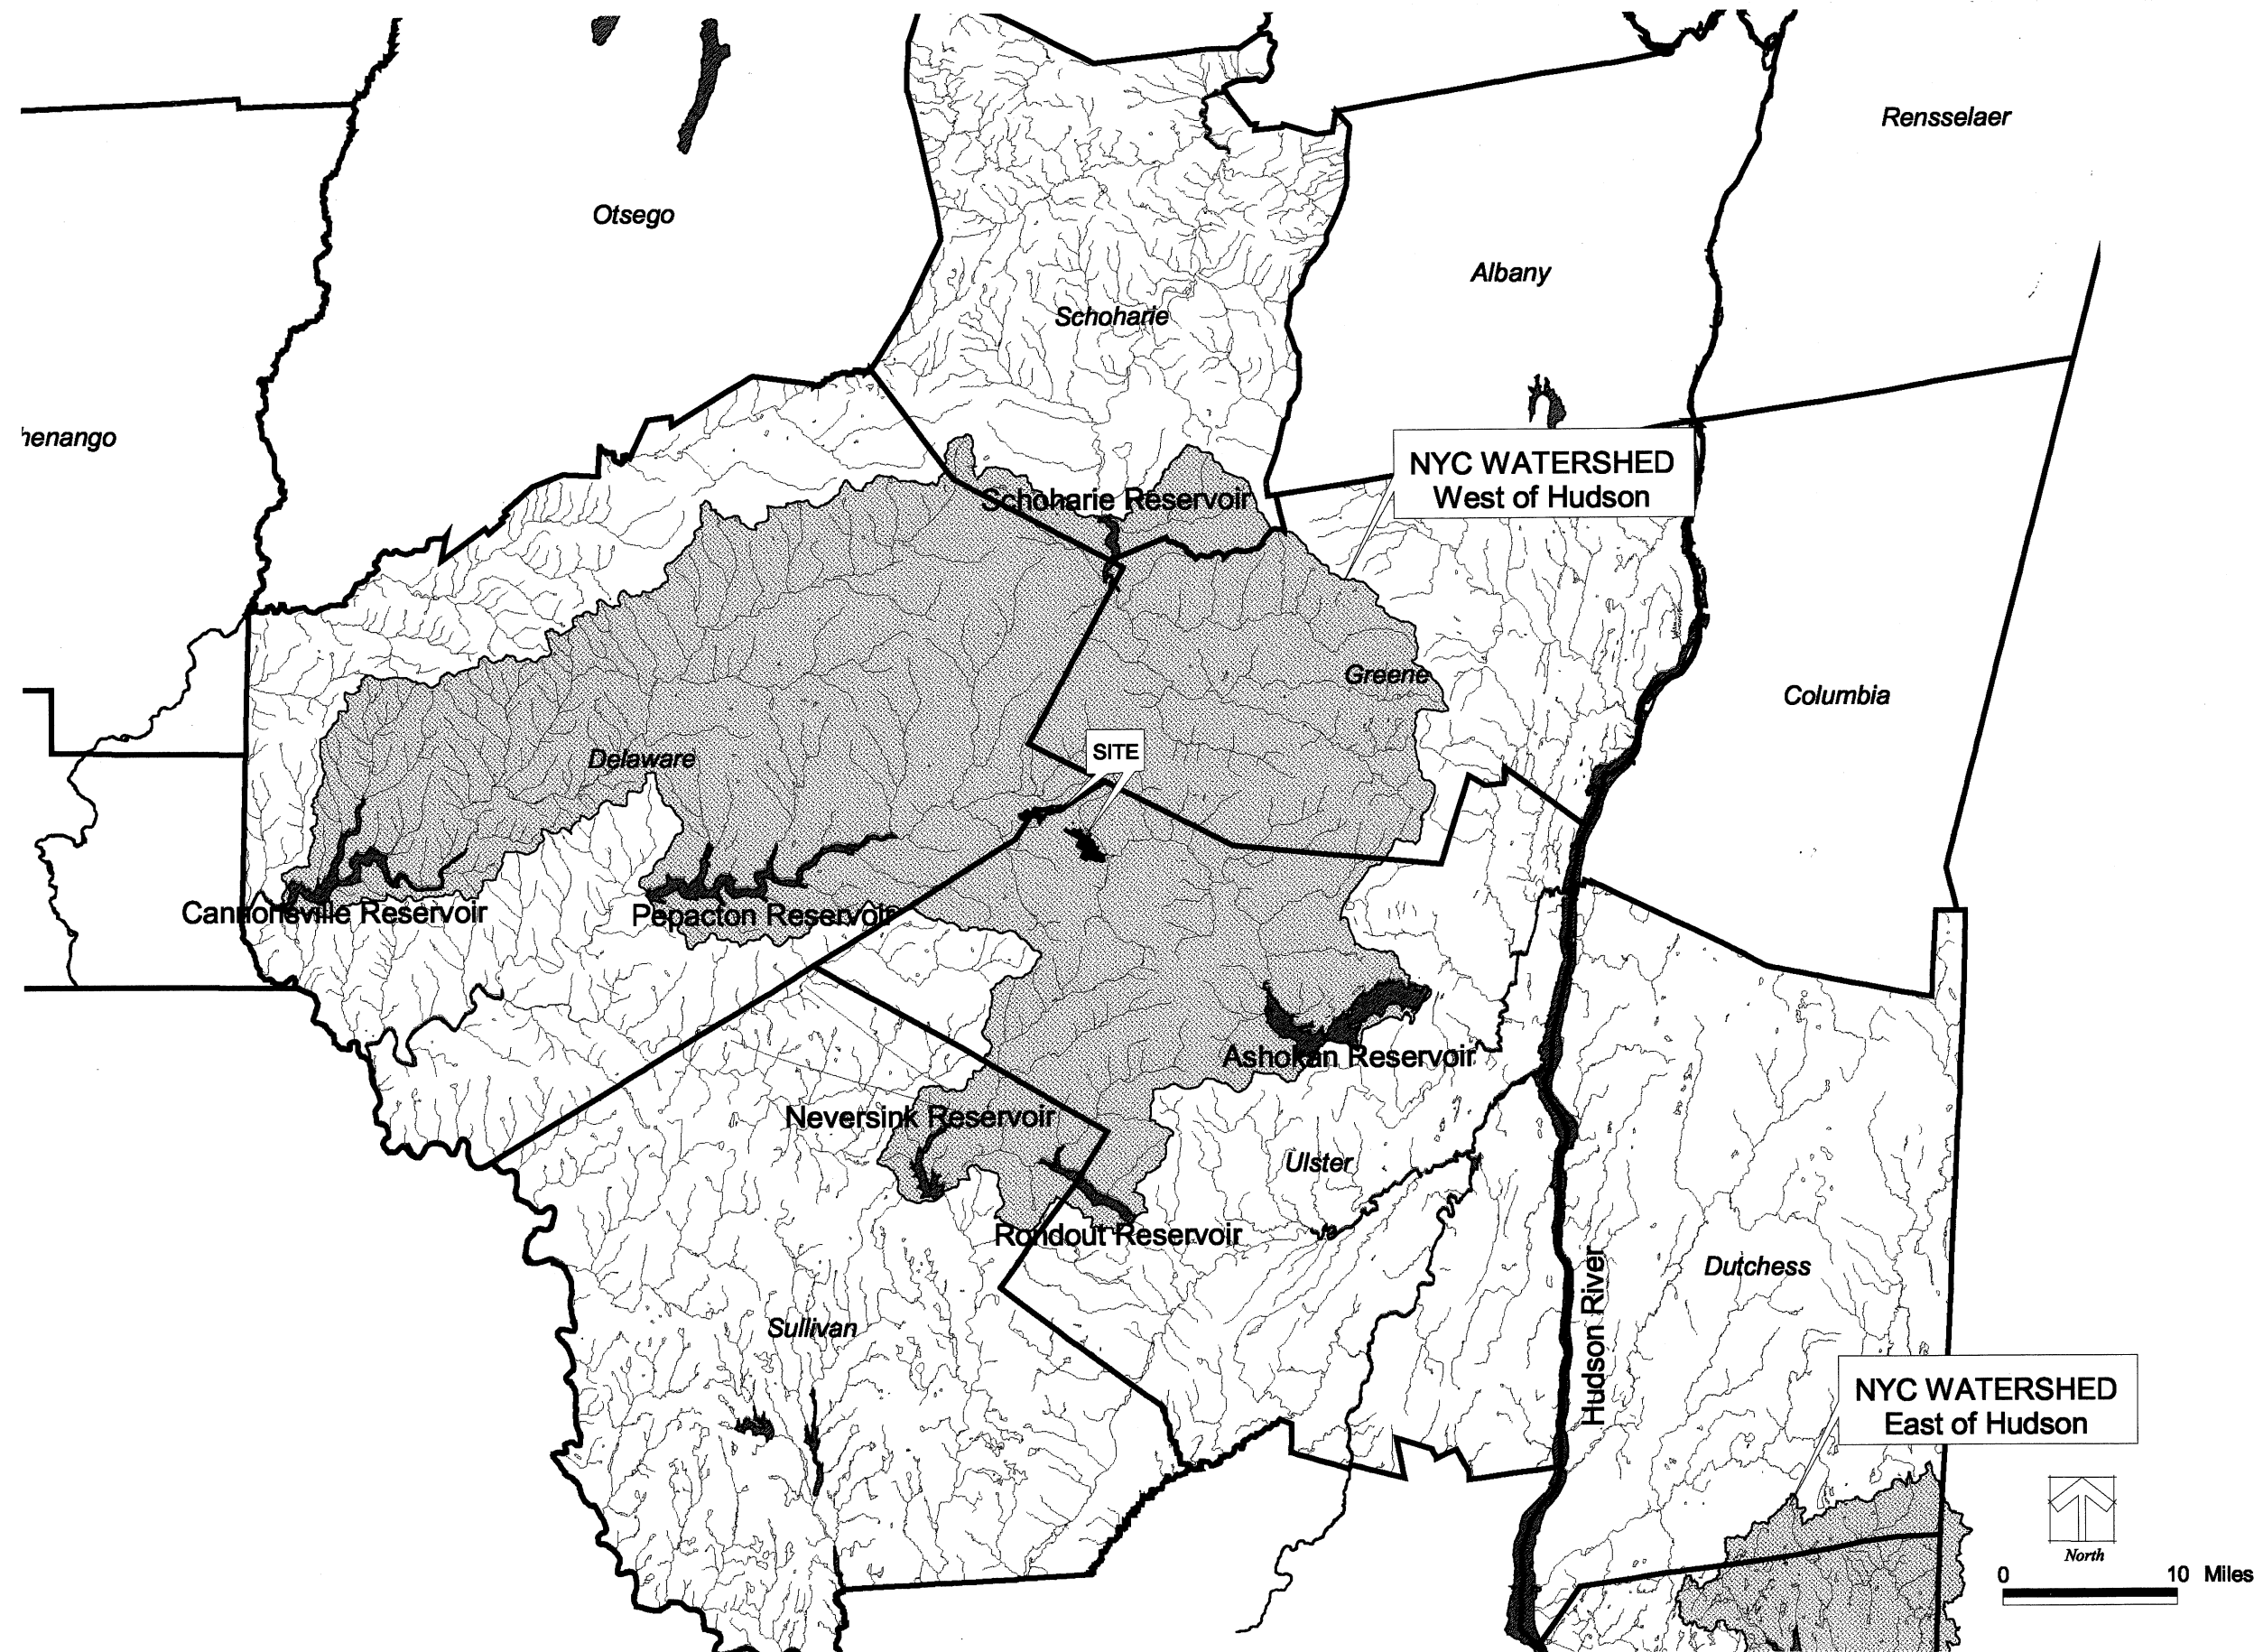 Rensselaer
Otsego
Albany
Schoharie
henango
NYC WATERSHED
West of Hudson
Schoharie Reservoir
Greene
Columbia
SITE
Delaware
Cannonsville Reservoir
Pepacton Reservoir
Ashokan Reservoir
Neversink Reservoir
Ulster
Rondout Reservoir
Dutchess
Hudson River
Sullivan
NYC WATERSHED
East of Hudson
North
0 10 Miles